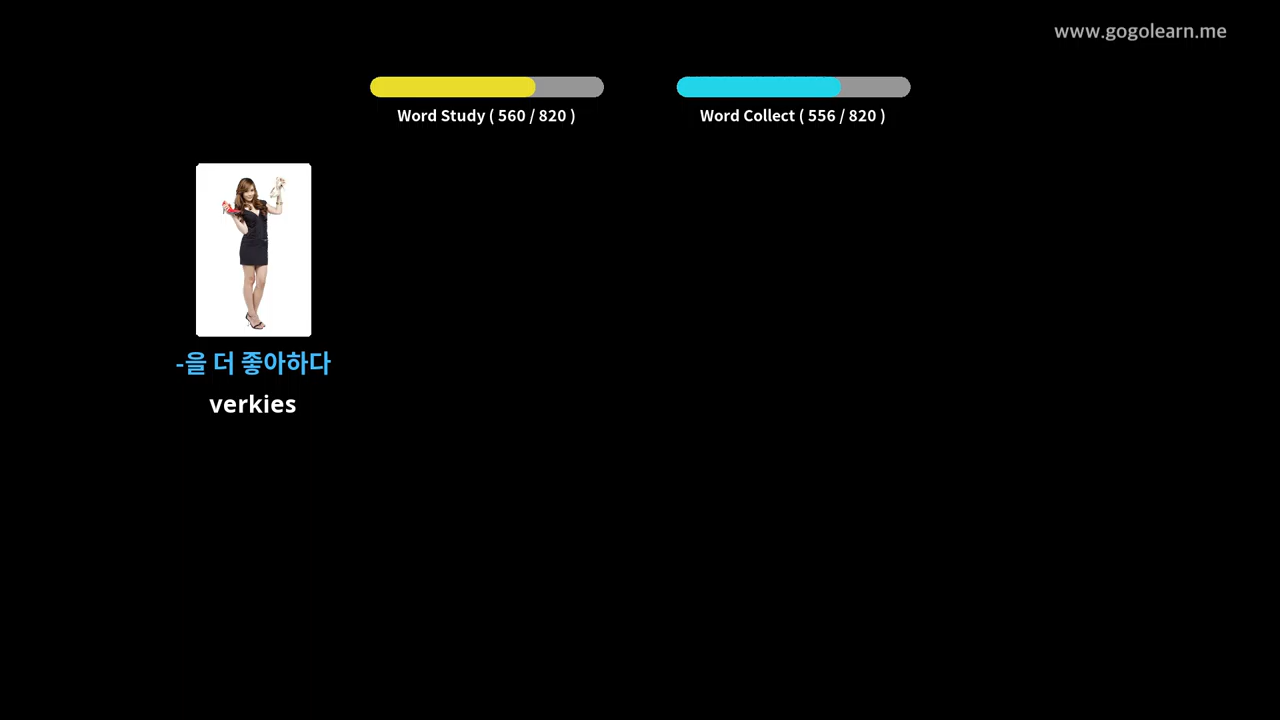 www.gogolearn.me
Word Study ( 560 / 820 )
Word Collect ( 556 / 820 )
-을 더 좋아하다
verkies